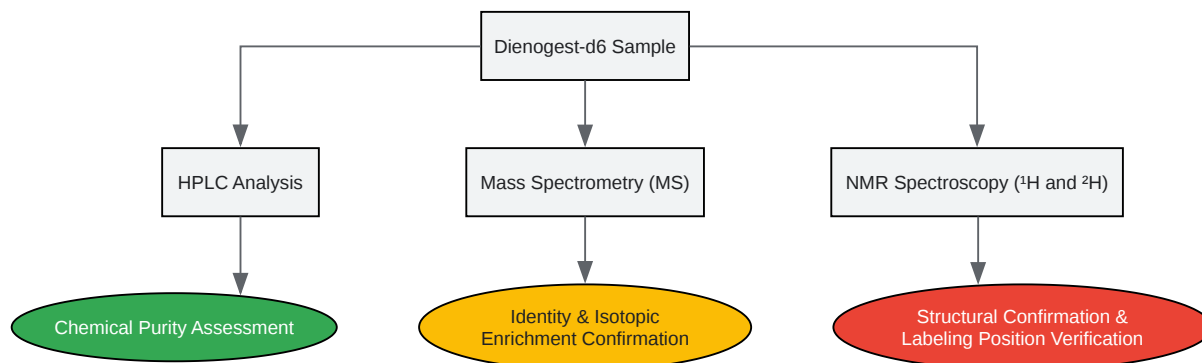 Dienogest-d6 Sample
HPLC Analysis
Mass Spectrometry (MS)
NMR Spectroscopy (¹H and ²H)
Chemical Purity Assessment
Identity & Isotopic
Enrichment Confirmation
Structural Confirmation &
Labeling Position Verification